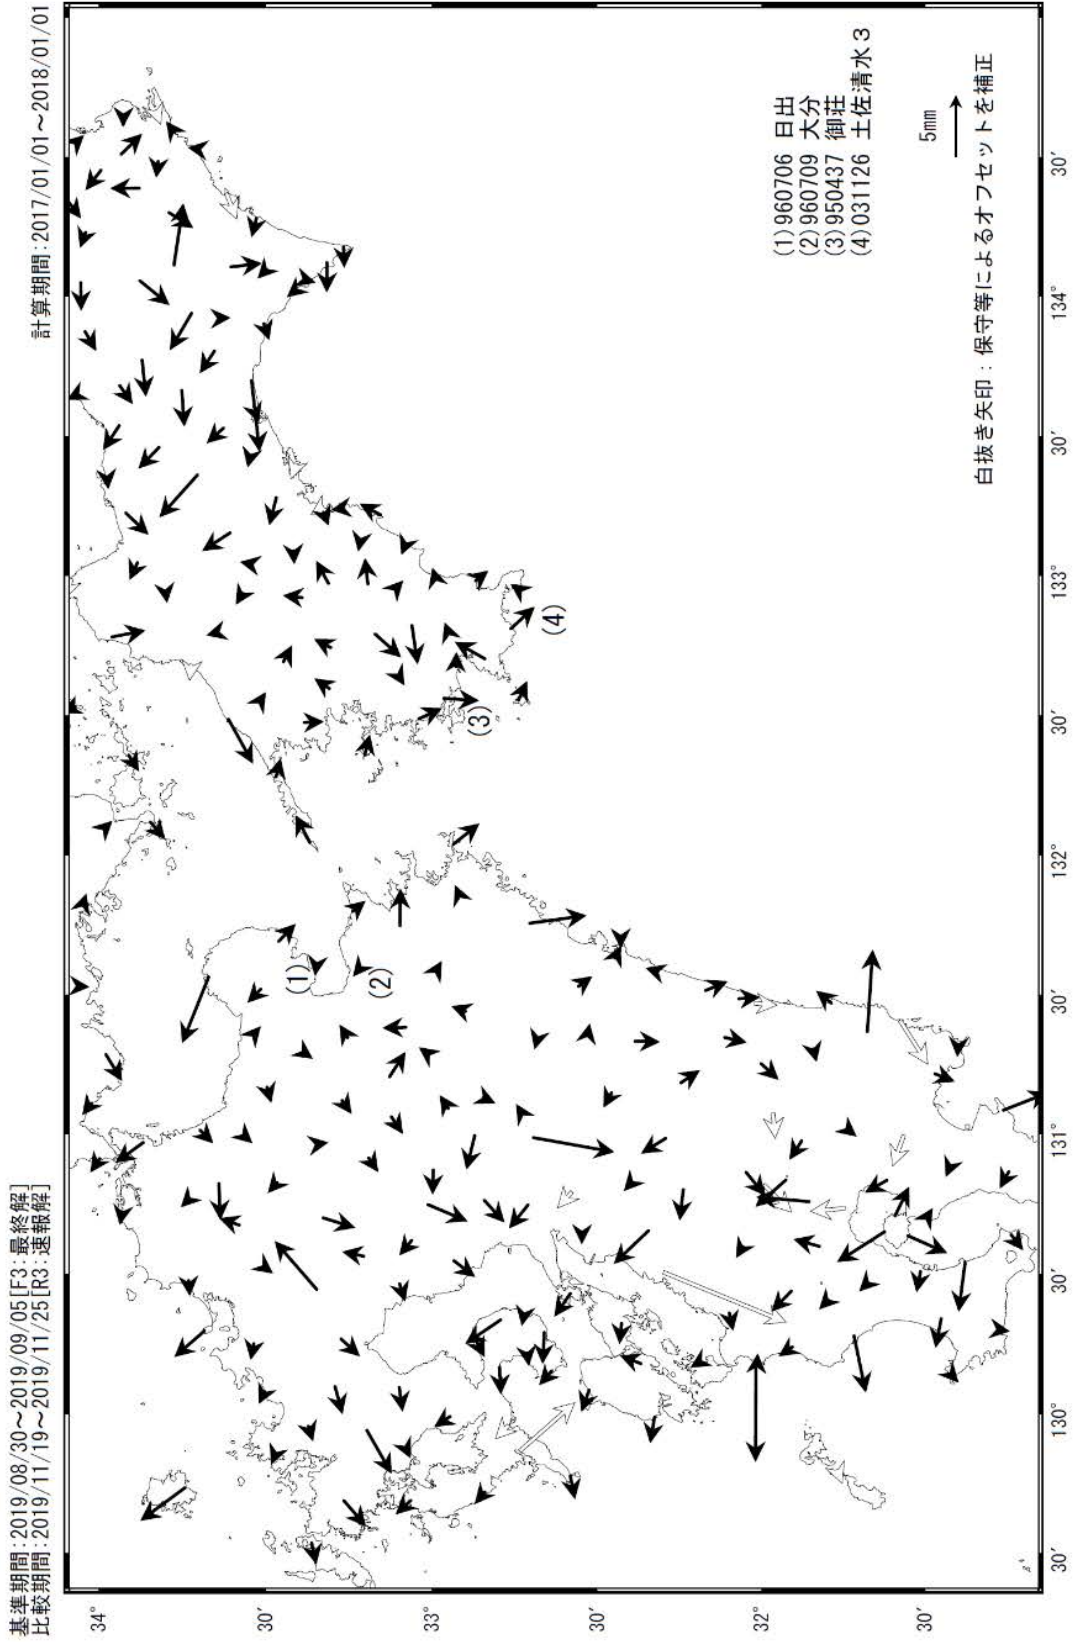 基準期間:2019/08/30～2019/09/05[F3:最終解]
比較期間:2019/11/19～2019/11/25[R3:速報解]
計算期間:2017/01/01～2018/01/01
34°
30′
33°
30′
32°
30′
30′
130°
30′
131°
30′
132°
30′
133°
30′
134°
30′
(1)
(2)
(3)
(4)
(1)960706 日出
(2)960709 大分
(3)950437 御荘
(4)031126 土佐清水3
5mm
白抜き矢印：保守等によるオフセットを補正